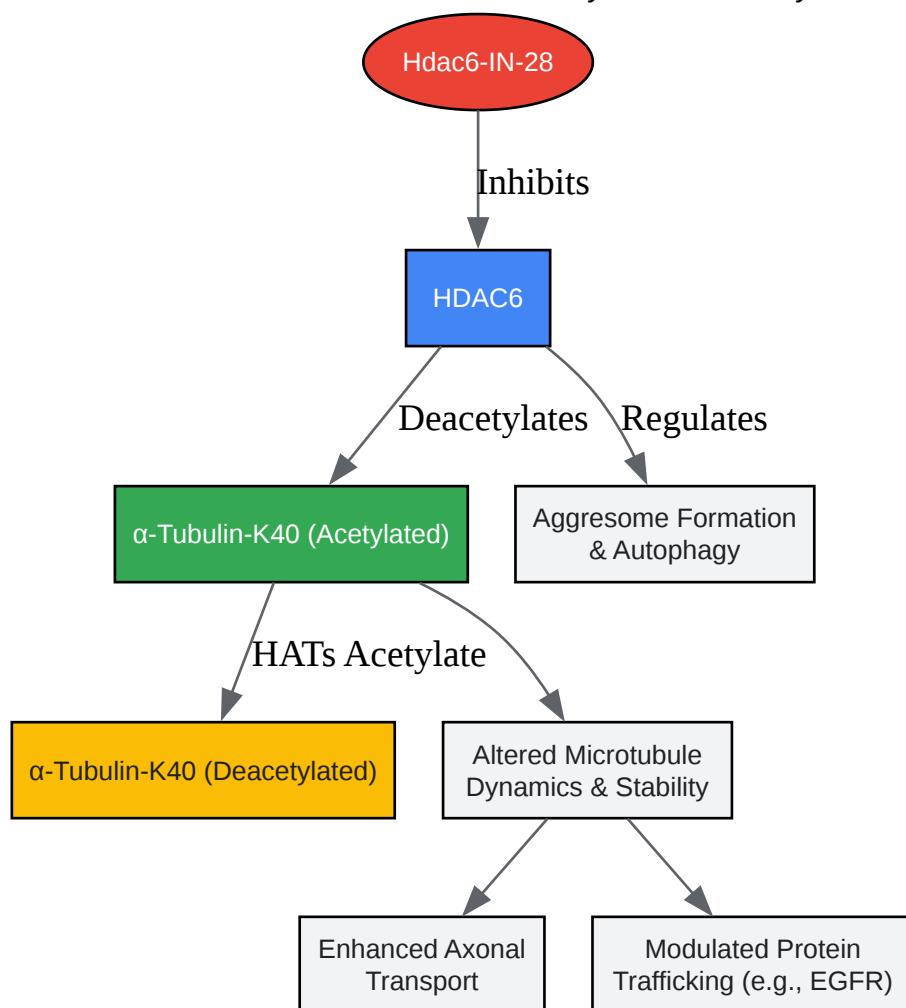 Hdac6-IN-28
Inhibits
HDAC6
Deacetylates
Regulates
α-Tubulin-K40 (Acetylated)
Aggresome Formation
& Autophagy
HATs Acetylate
α-Tubulin-K40 (Deacetylated)
Altered Microtubule
Dynamics & Stability
Enhanced Axonal
Transport
Modulated Protein
Trafficking (e.g., EGFR)